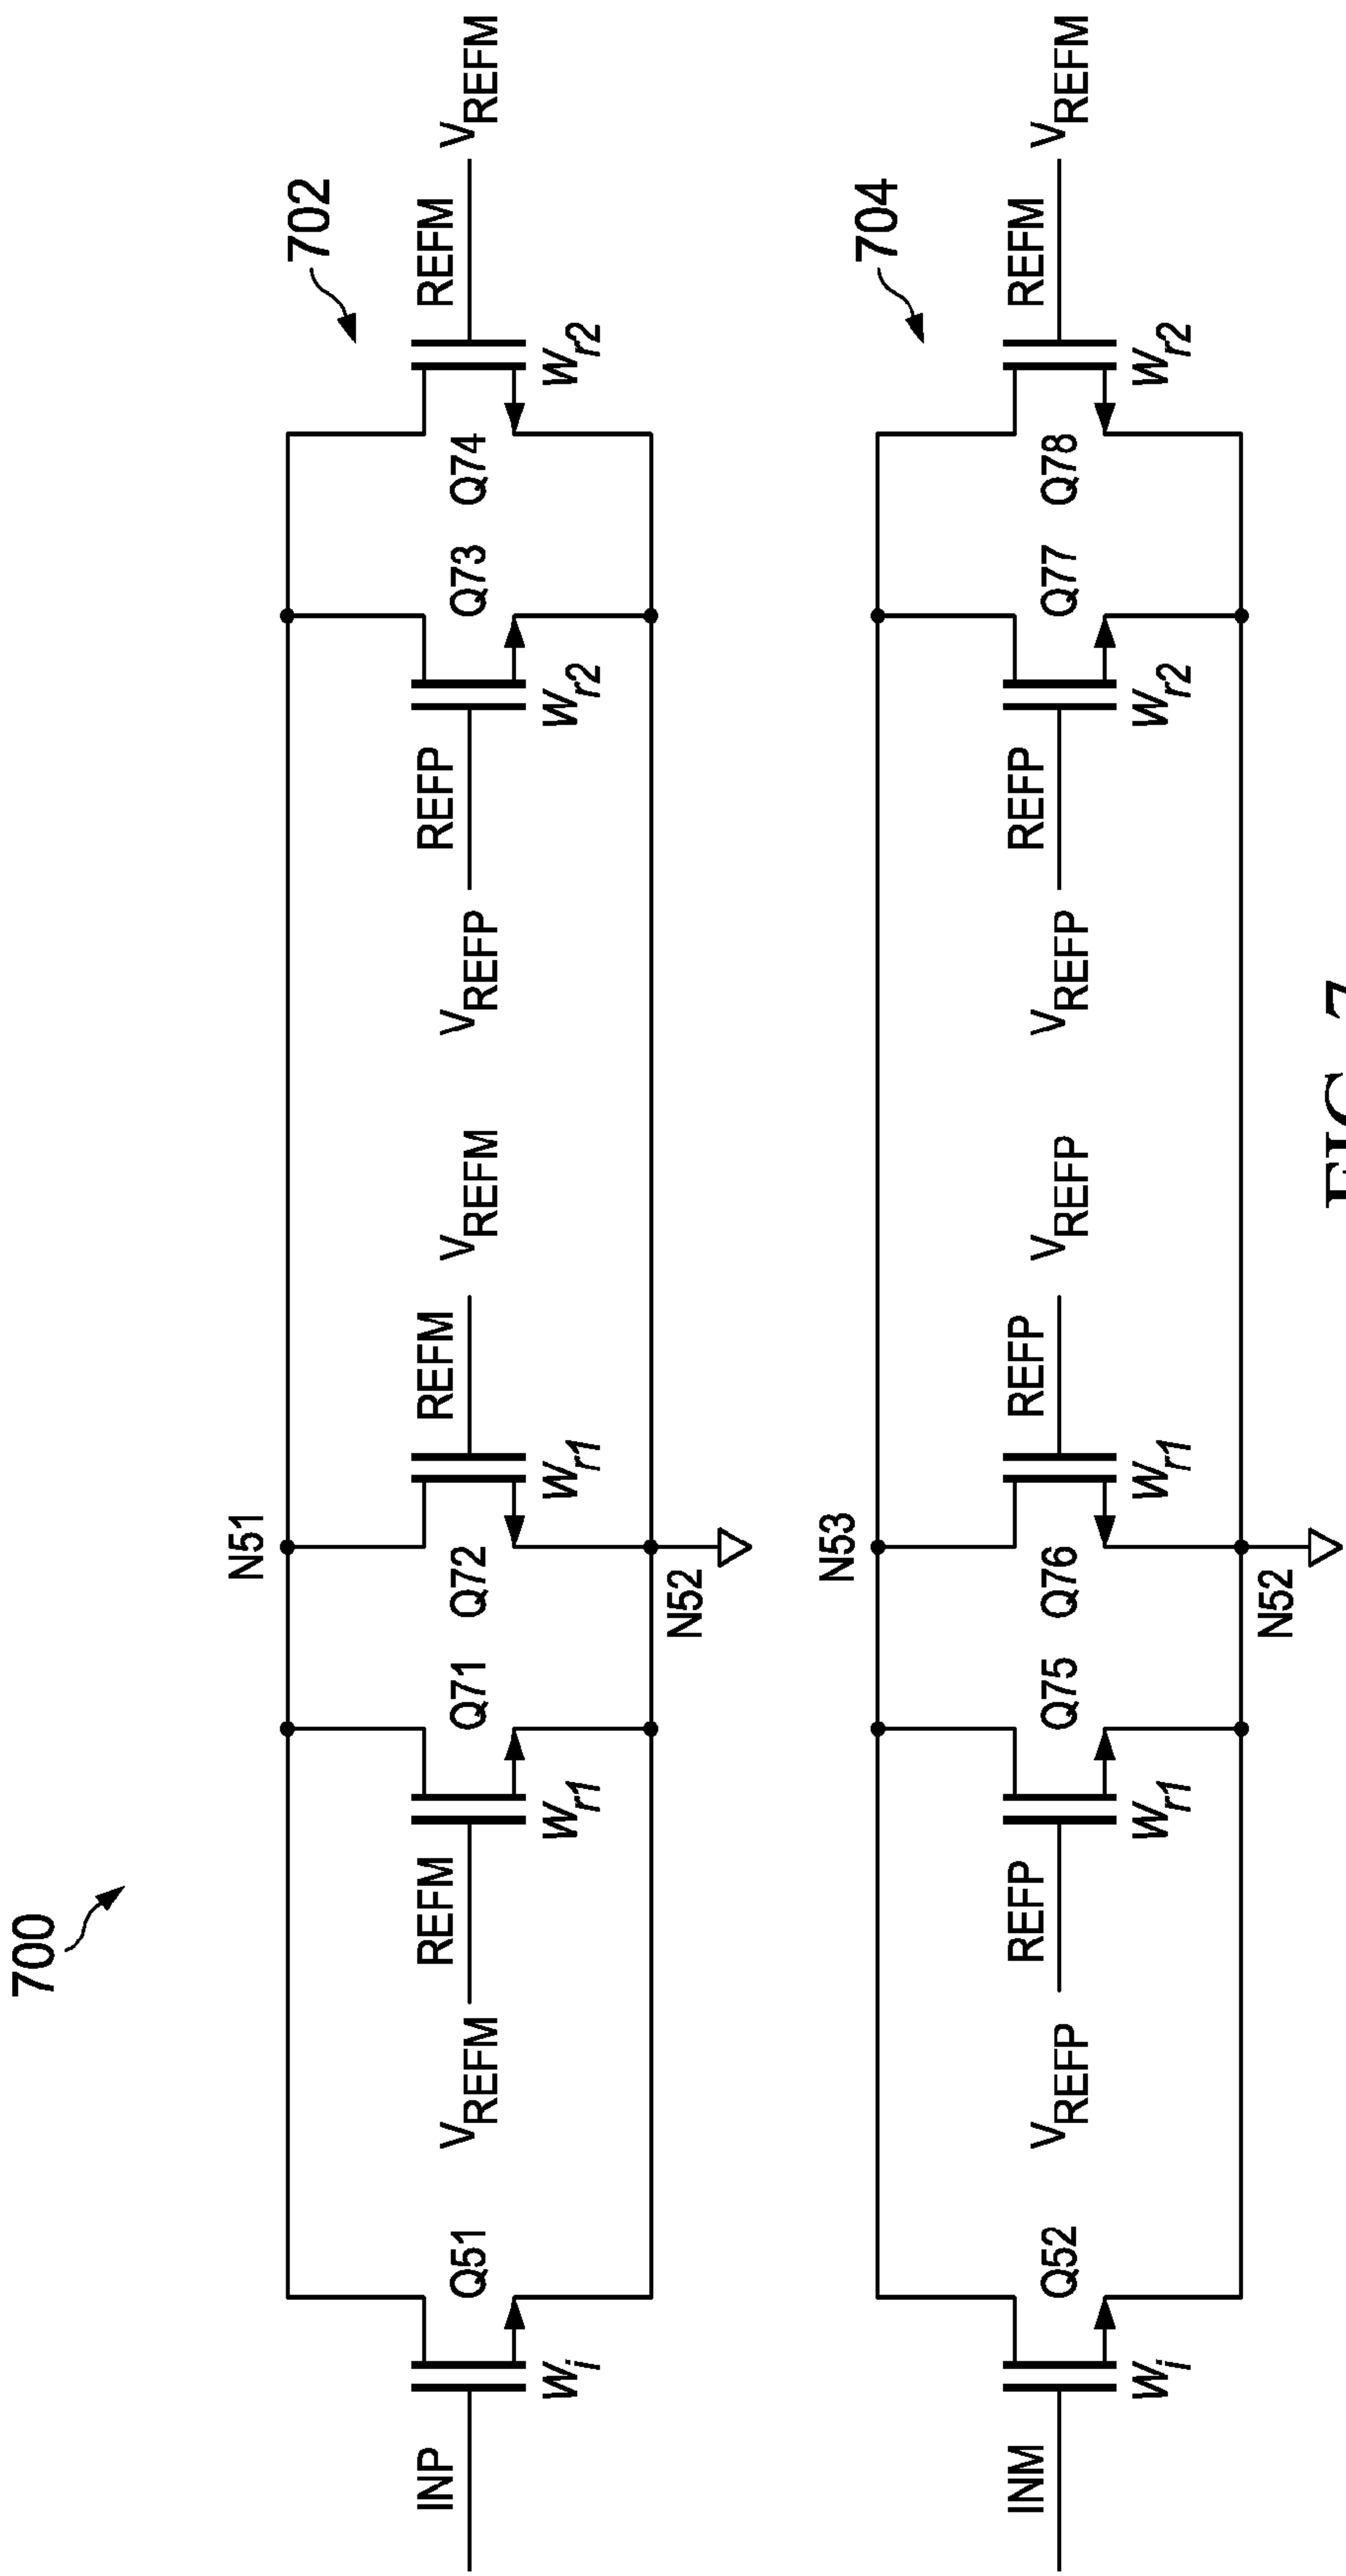 700
702
N51
INP
Q51
Wi
VREFM
REFM
Q71
Wr1
Q72
Wr1
REFM
VREFM
N52
VREFP
REFP
Q73
Wr2
Q74
Wr2
REFM
VREFM
704
N53
INM
Q52
Wi
VREFP
REFP
Q75
Wr1
Q76
Wr1
REFP
VREFP
N52
VREFP
REFP
Q77
Wr2
Q78
Wr2
REFM
VREFM
FIG. 7